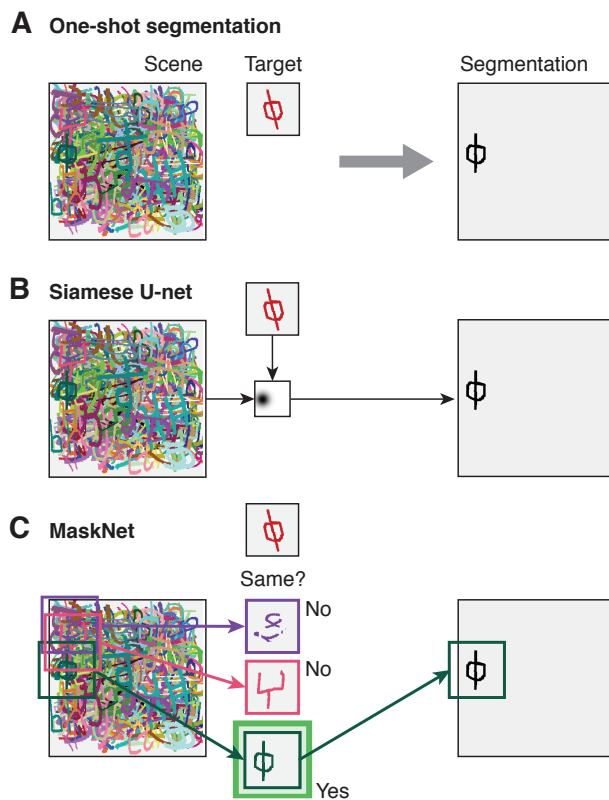 A One-shot segmentation
Scene Target Segmentation
B Siamese U-net
C MaskNet
Same?
No
No
Yes